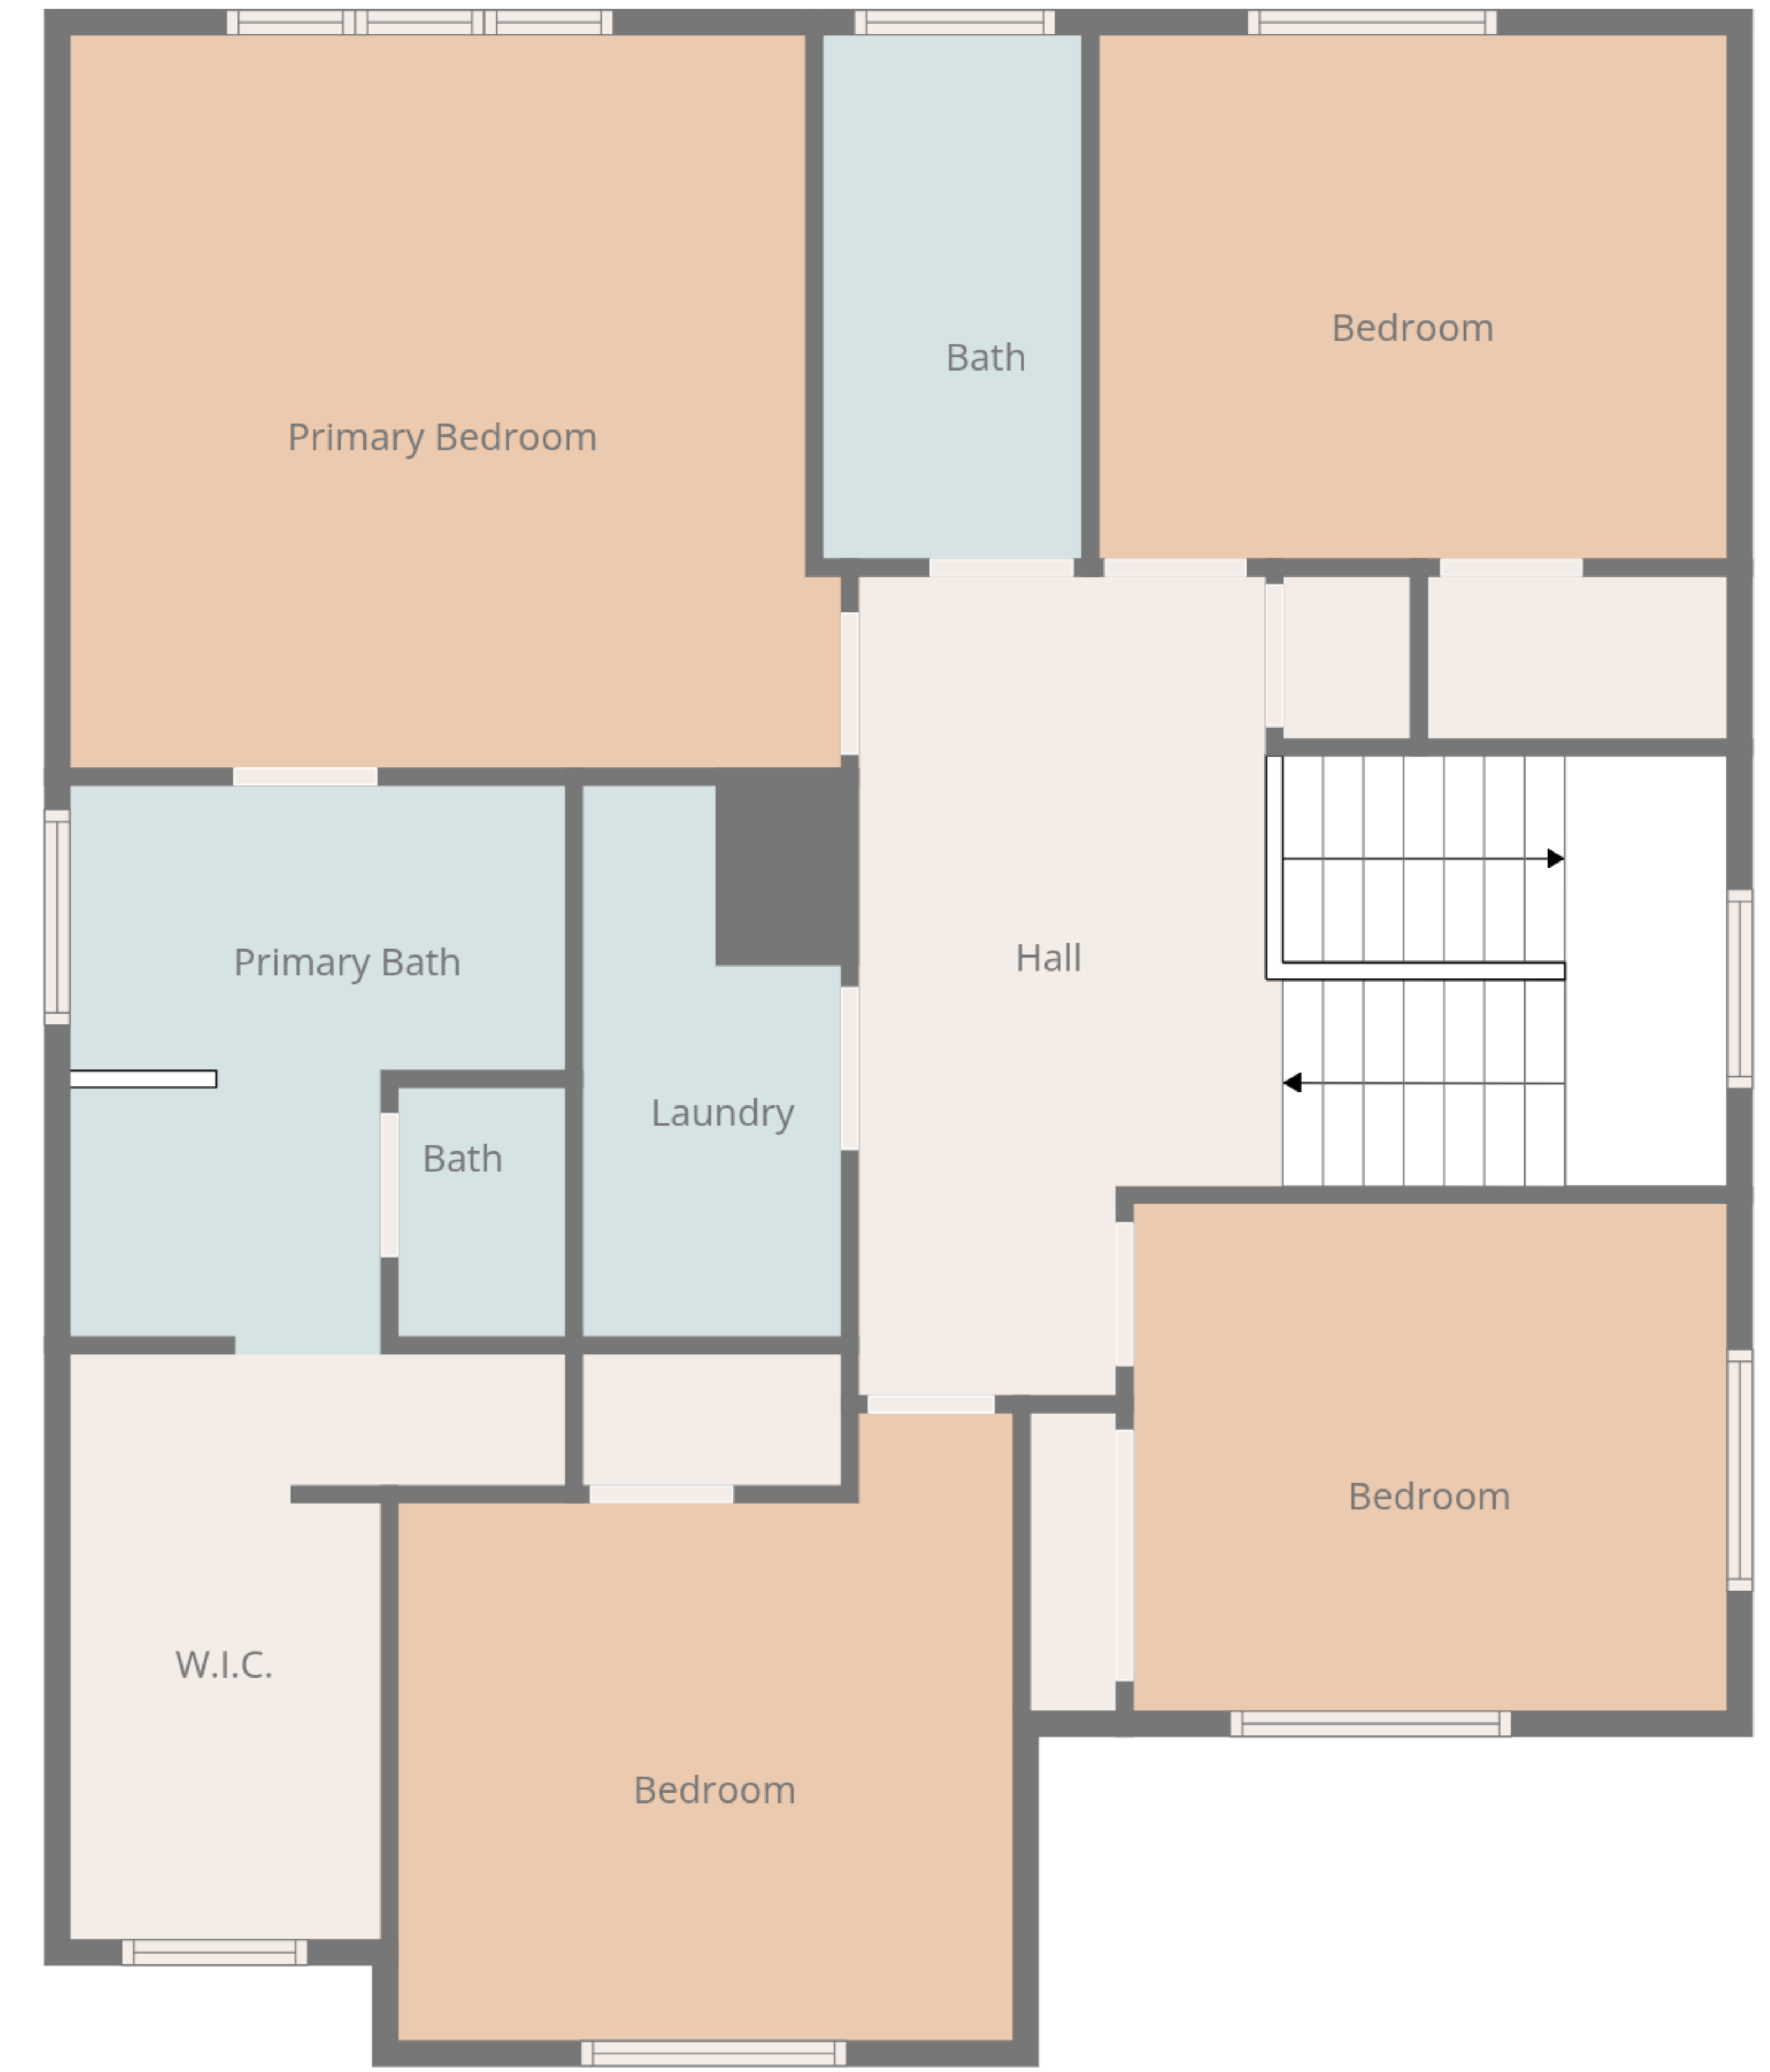 Bedroom
Bath
Primary Bedroom
Primary Bath
Hall
Laundry
Bath
Bedroom
W.I.C.
Bedroom